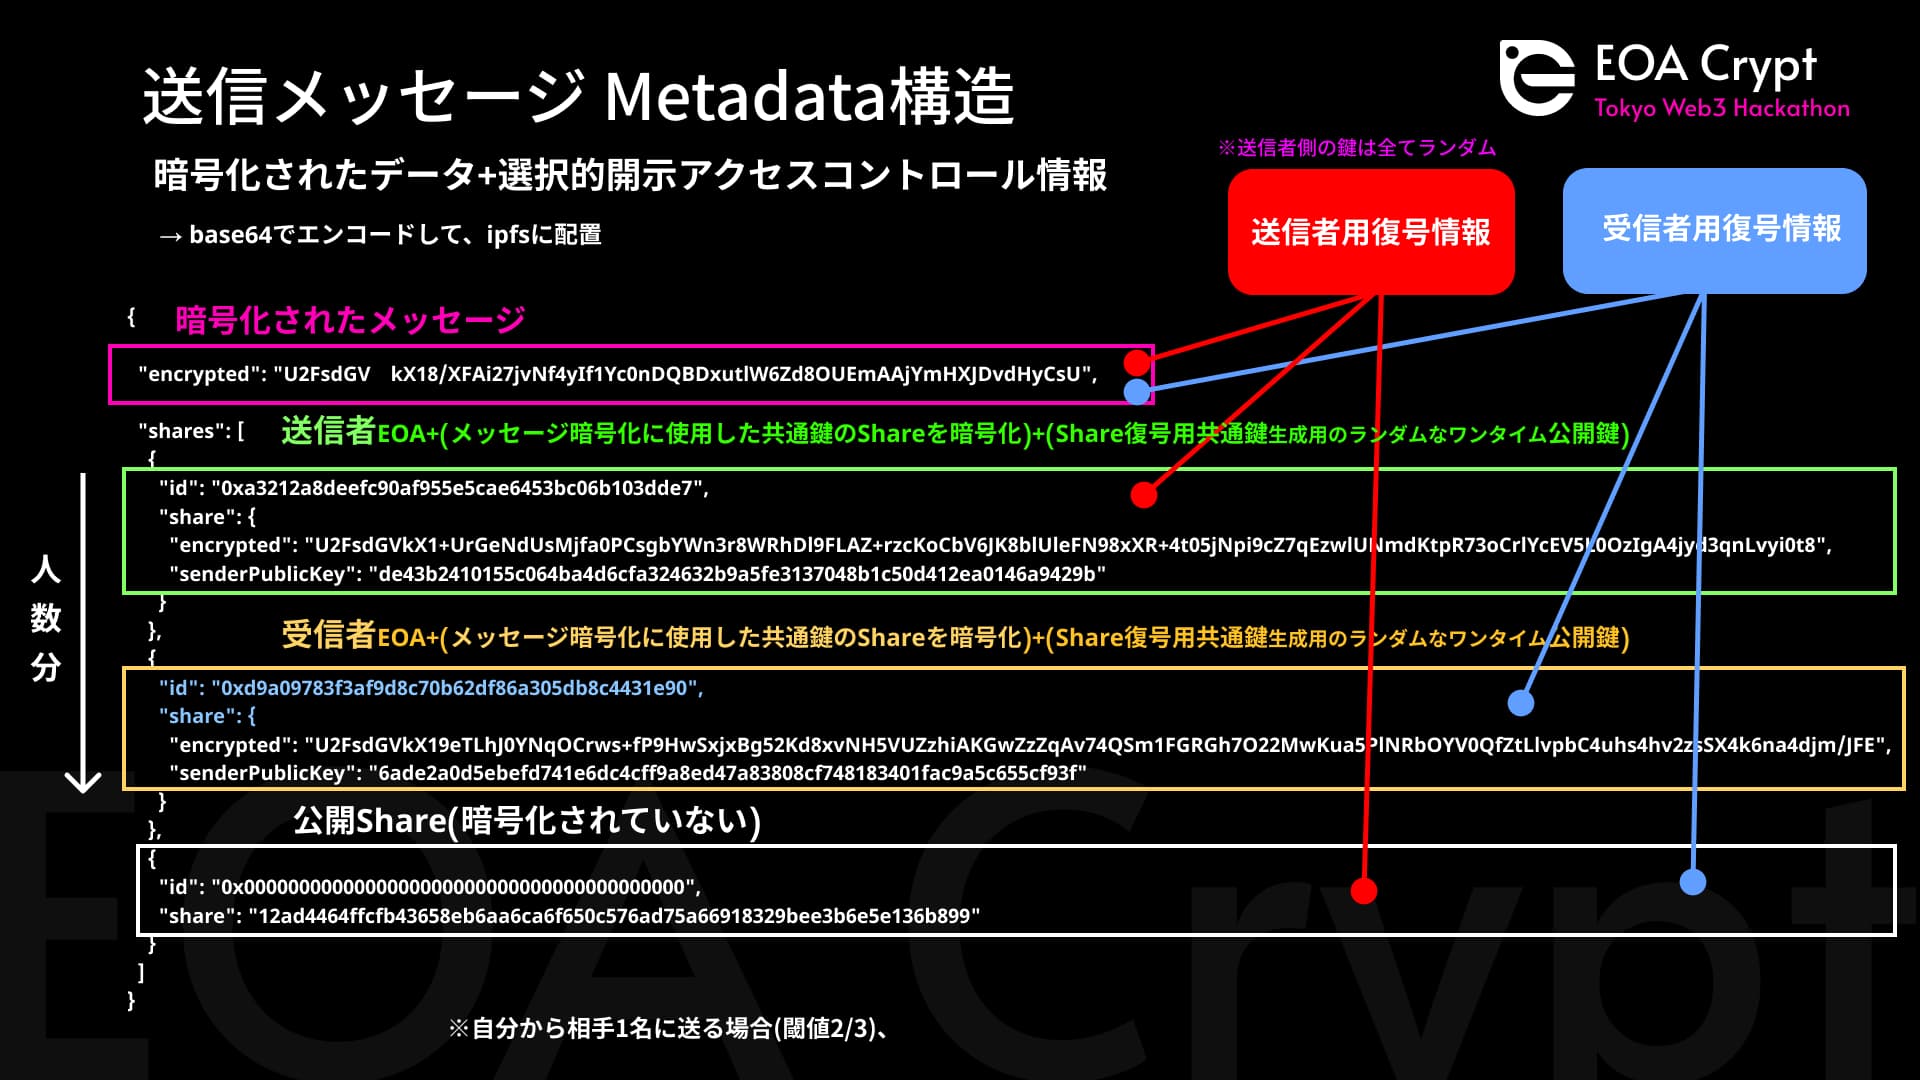 送信メッセージ Metadata構造
EOA Crypt
Tokyo Web3 Hackathon
暗号化されたデータ+選択的開示アクセスコントロール情報
→ base64でエンコードして、ipfsに配置
※送信者側の鍵は全てランダム
送信者用復号情報
受信者用復号情報
{
暗号化されたメッセージ
"encrypted": "U2FsdGV kX18/XFAi27jvNf4yIf1Yc0nDQBDxutlW6Zd8OUEmAAjYmHXJDvdHyCsU",
"shares": [
送信者EOA+(メッセージ暗号化に使用した共通鍵のShareを暗号化)+(Share復号用共通鍵生成用のランダムなワンタイム公開鍵)
{
"id": "0xa3212a8deefc90af955e5cae6453bc06b103dde7",
"share": {
"encrypted": "U2FsdGVkX1+UrGeNdUsMjfa0PCsgbYWn3r8WRhDl9FLAZ+rzcKoCbV6JK8blUleFN98xXR+4t05jNpi9cZ7qEzwlUNmdKtpR73oCrlYcEV5L0OzIgA4jyd3qnLvyi0t8",
"senderPublicKey": "de43b2410155c064ba4d6cfa324632b9a5fe3137048b1c50d412ea0146a9429b"
}
},
人数分
受信者EOA+(メッセージ暗号化に使用した共通鍵のShareを暗号化)+(Share復号用共通鍵生成用のランダムなワンタイム公開鍵)
{
"id": "0xd9a09783f3af9d8c70b62df86a305db8c4431e90",
"share": {
"encrypted": "U2FsdGVkX19eTLhJ0YNqOCrws+fP9HwSxjxBg52Kd8xvNH5VUZzhiAKGwZzZqAv74QSm1FGRGh7O22MwKua5PlNRbOYV0QfZtLlvpbC4uhs4hv2zsSX4k6na4djm/JFE",
"senderPublicKey": "6ade2a0d5ebefd741e6dc4cff9a8ed47a83808cf748183401fac9a5c655cf93f"
}
},
公開Share(暗号化されていない)
{
"id": "0x0000000000000000000000000000000000000000",
"share": "12ad4464ffcfb43658eb6aa6ca6f650c576ad75a66918329bee3b6e5e136b899"
}
]
}
※自分から相手1名に送る場合(閾値2/3)、
EOA Crypt